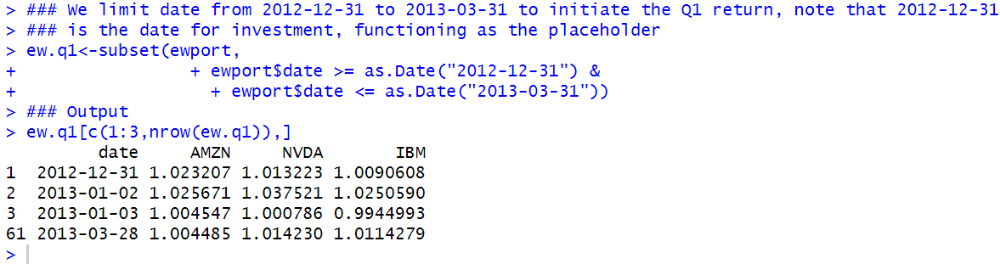 > ### We limit date from 2012-12-31 to 2013-03-31 to initiate the Q1 return, note that 2012-12-31
> ### is the date for investment, functioning as the placeholder
> ew.q1<-subset(ewport,
+                 + ewport$date >= as.Date("2012-12-31") &
+                   + ewport$date <= as.Date("2013-03-31"))
> ### Output
> ew.q1[c(1:3,nrow(ew.q1)),]
         date     AMZN     NVDA       IBM
1  2012-12-31 1.023207 1.013223 1.0090608
2  2013-01-02 1.025671 1.037521 1.0250590
3  2013-01-03 1.004547 1.000786 0.9944993
61 2013-03-28 1.004485 1.014230 1.0114279
>